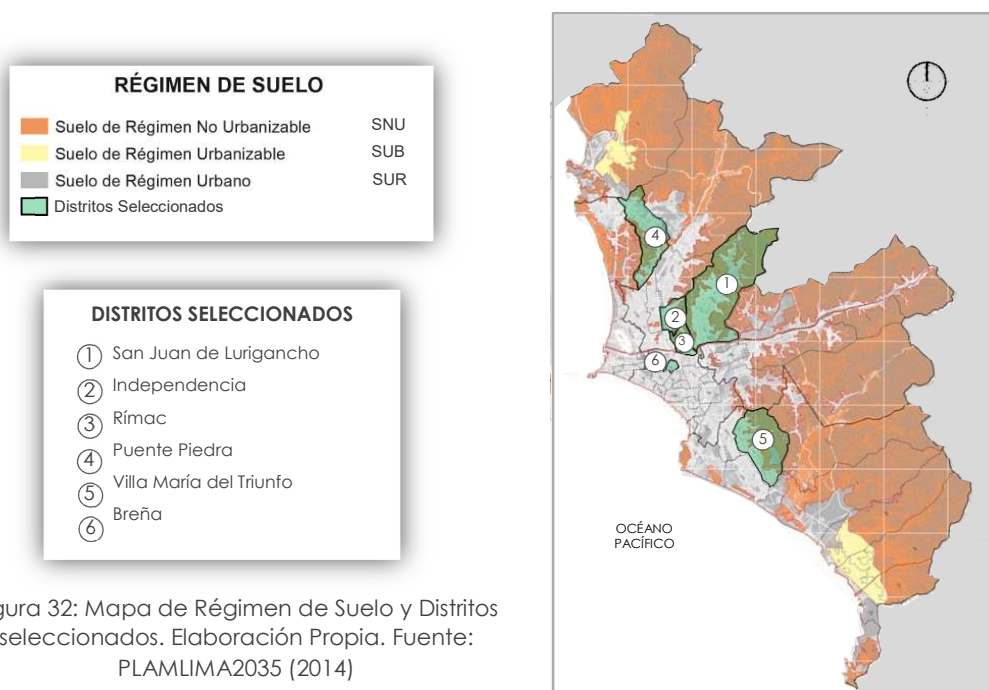 RÉGIMEN DE SUELO
Suelo de Régimen No Urbanizable SNU
Suelo de Régimen Urbanizable SUB
Suelo de Régimen Urbano SUR
Distritos Seleccionados
DISTRITOS SELECCIONADOS
1 San Juan de Lurigancho
2 Independencia
3 Rímac
4 Puente Piedra
5 Villa María del Triunfo
6 Breña
gura 32: Mapa de Régimen de Suelo y Distritos
seleccionados. Elaboración Propia. Fuente:
PLAMLIMA2035 (2014)
4
1
2
3
6
5
OCÉANO
PACÍFICO